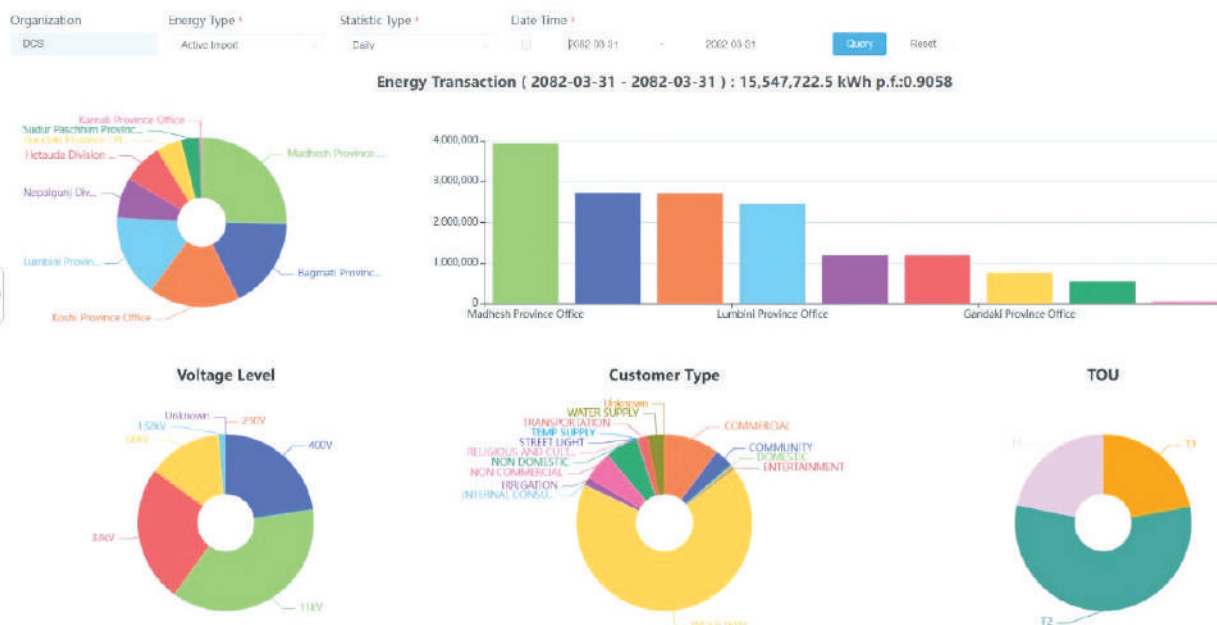 Organization
Energy Type *
Statistic Type *
Date Time *
DCS
Active Import
Daily
2082-03-31
-
2082-03-31
Query
Reset
Energy Transaction ( 2082-03-31 - 2082-03-31 ) : 15,547,722.5 kWh p.f.:0.9058
Karnali Province Office
Sudur Paschhim Provinc...
Hetauda Division ...
Nepalgunj Div...
Lumbini Provin...
Koshi Province Office
Madhesh Province ...
Bagmati Provinc...
4,000,000
3,000,000
2,000,000
1,000,000
0
Madhesh Province Office
Lumbini Province Office
Gandaki Province Office
Voltage Level
Unknown
132kV
66kV
33kV
230V
400V
11kV
Customer Type
Unknown
WATER SUPPLY
TRANSPORTATION
TEMP SUPPLY
STREET LIGHT
RELIGIOUS AND CULT...
NON DOMESTIC
NON COMMERCIAL
IRRIGATION
INTERNAL CONSU...
COMMERCIAL
COMMUNITY
DOMESTIC
ENTERTAINMENT
TOU
T3
T2